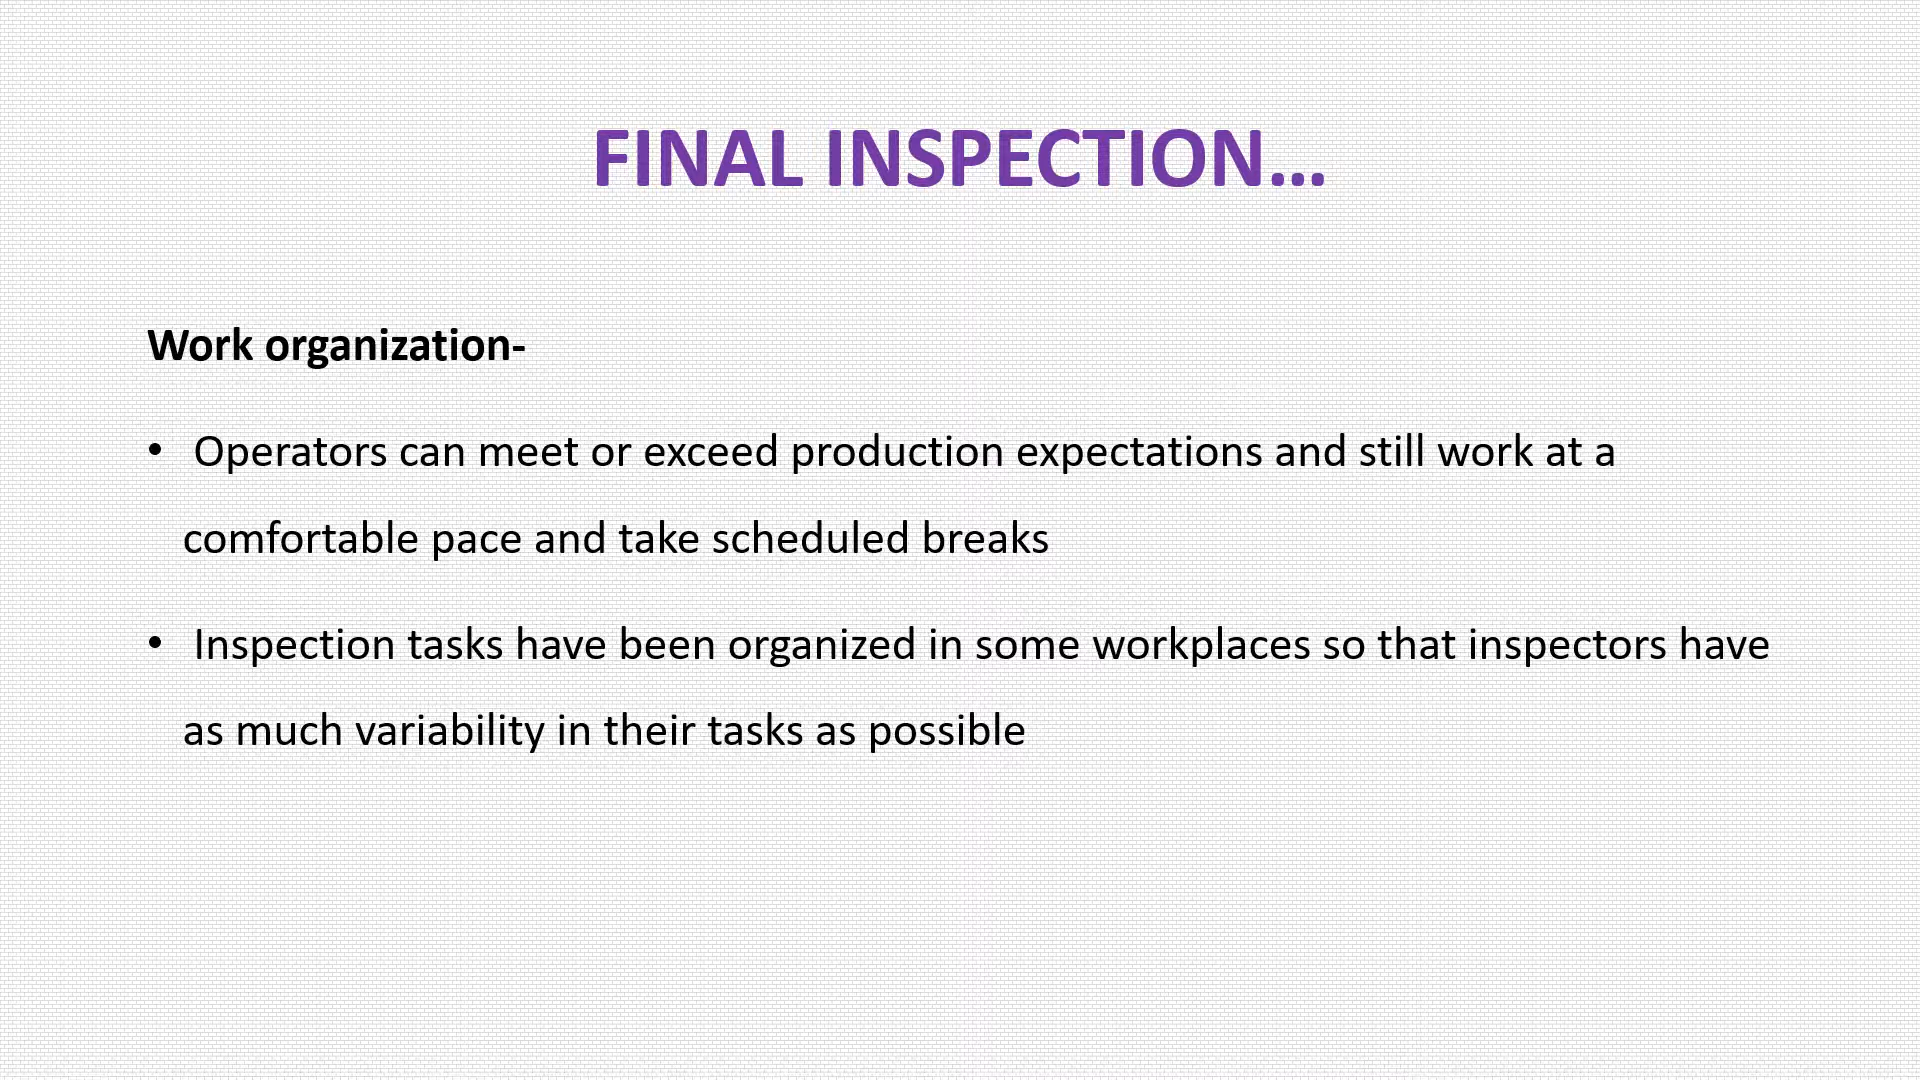 FINAL INSPECTION…
Work organization-
• Operators can meet or exceed production expectations and still work at a
comfortable pace and take scheduled breaks
• Inspection tasks have been organized in some workplaces so that inspectors have
as much variability in their tasks as possible